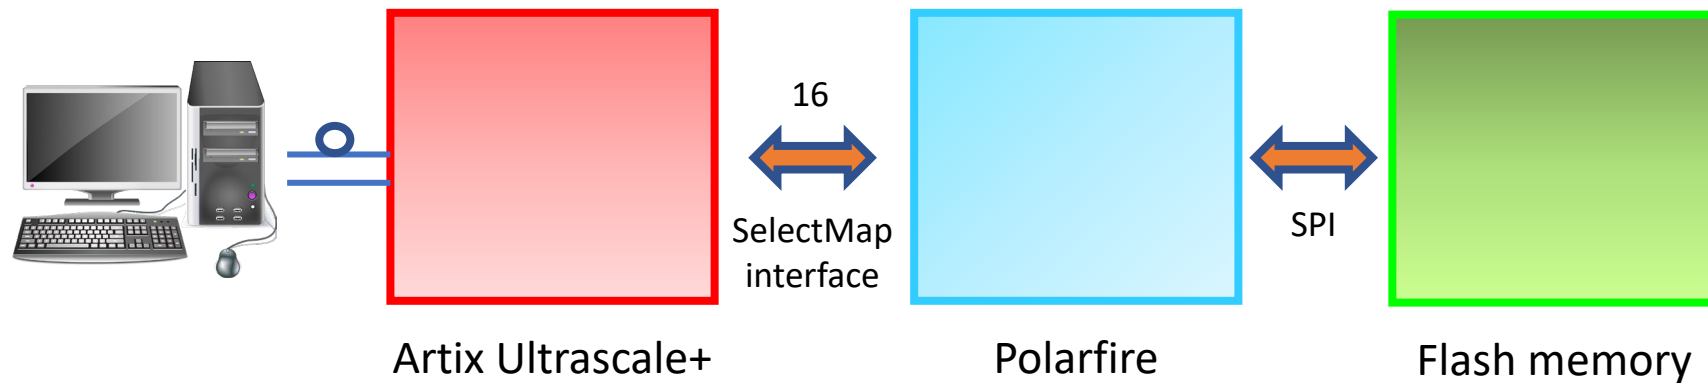 16
SelectMap
interface
SPI
Artix Ultrascale+
Polarfire
Flash memory